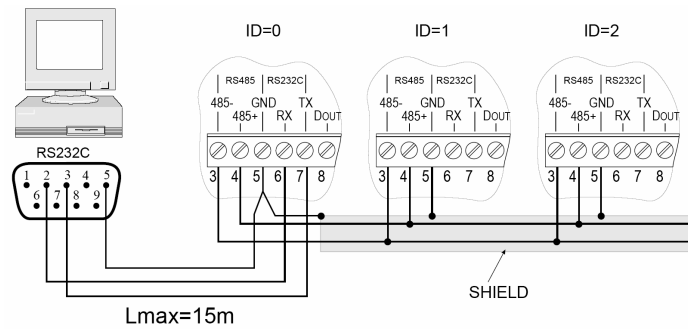 ID=0 ID=1 ID=2
RS485 RS232C RS485 RS232C RS485 RS232C
485- GND TX 485- GND TX 485- GND TX
485+ RX DOUT 485+ RX DOUT 485+ RX DOUT
RS232C
3 4 5 6 7 8 3 4 5 6 7 8 3 4 5 6 7 8
1 2 3 4 5
6 7 8 9
SHIELD
Lmax=15m